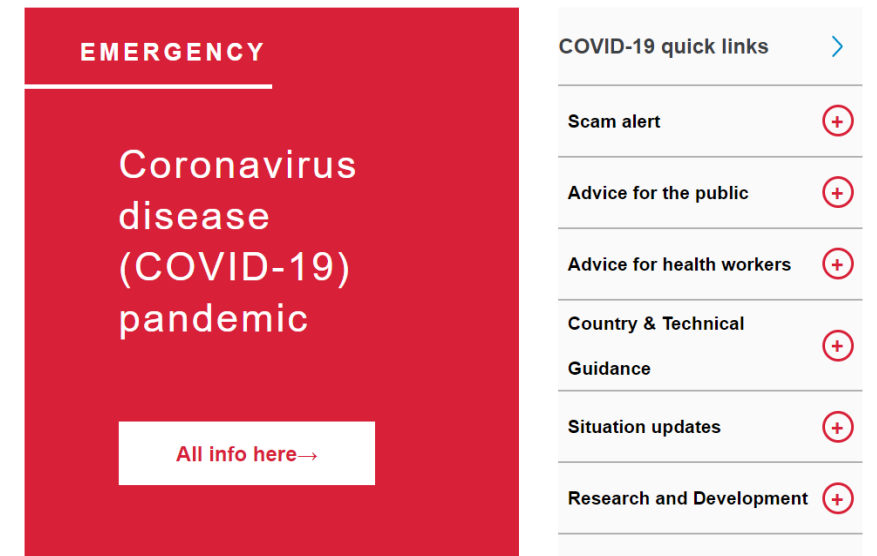 EMERGENCY
Coronavirus
disease
(COVID-19)
pandemic
All info here→
COVID-19 quick links
Scam alert
Advice for the public
Advice for health workers
Country & Technical
Guidance
Situation updates
Research and Development